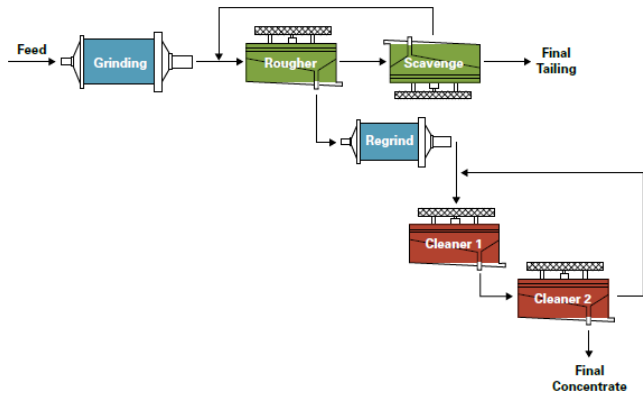 Feed
Grinding
Rougher
Scavenge
Final
Tailing
Regrind
Cleaner 1
Cleaner 2
Final
Concentrate